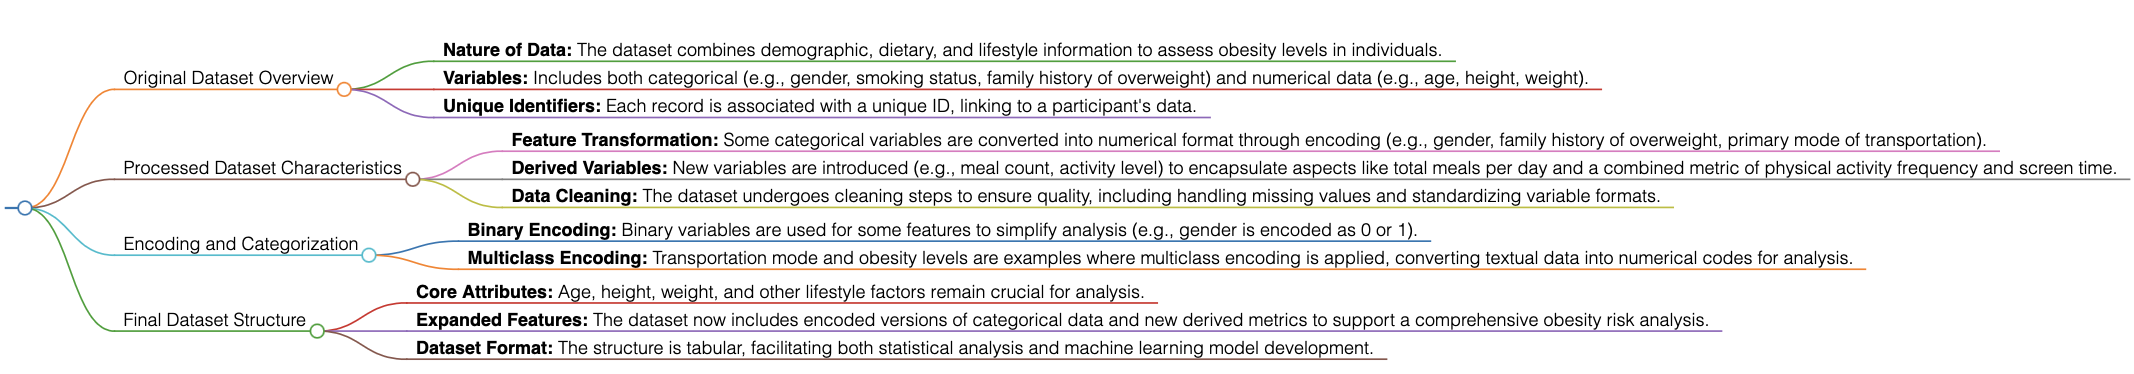 Original Dataset Overview
Nature of Data: The dataset combines demographic, dietary, and lifestyle information to assess obesity levels in individuals.
Variables: Includes both categorical (e.g., gender, smoking status, family history of overweight) and numerical data (e.g., age, height, weight).
Unique Identifiers: Each record is associated with a unique ID, linking to a participant's data.
Processed Dataset Characteristics
Feature Transformation: Some categorical variables are converted into numerical format through encoding (e.g., gender, family history of overweight, primary mode of transportation).
Derived Variables: New variables are introduced (e.g., meal count, activity level) to encapsulate aspects like total meals per day and a combined metric of physical activity frequency and screen time.
Data Cleaning: The dataset undergoes cleaning steps to ensure quality, including handling missing values and standardizing variable formats.
Encoding and Categorization
Binary Encoding: Binary variables are used for some features to simplify analysis (e.g., gender is encoded as 0 or 1).
Multiclass Encoding: Transportation mode and obesity levels are examples where multiclass encoding is applied, converting textual data into numerical codes for analysis.
Final Dataset Structure
Core Attributes: Age, height, weight, and other lifestyle factors remain crucial for analysis.
Expanded Features: The dataset now includes encoded versions of categorical data and new derived metrics to support a comprehensive obesity risk analysis.
Dataset Format: The structure is tabular, facilitating both statistical analysis and machine learning model development.